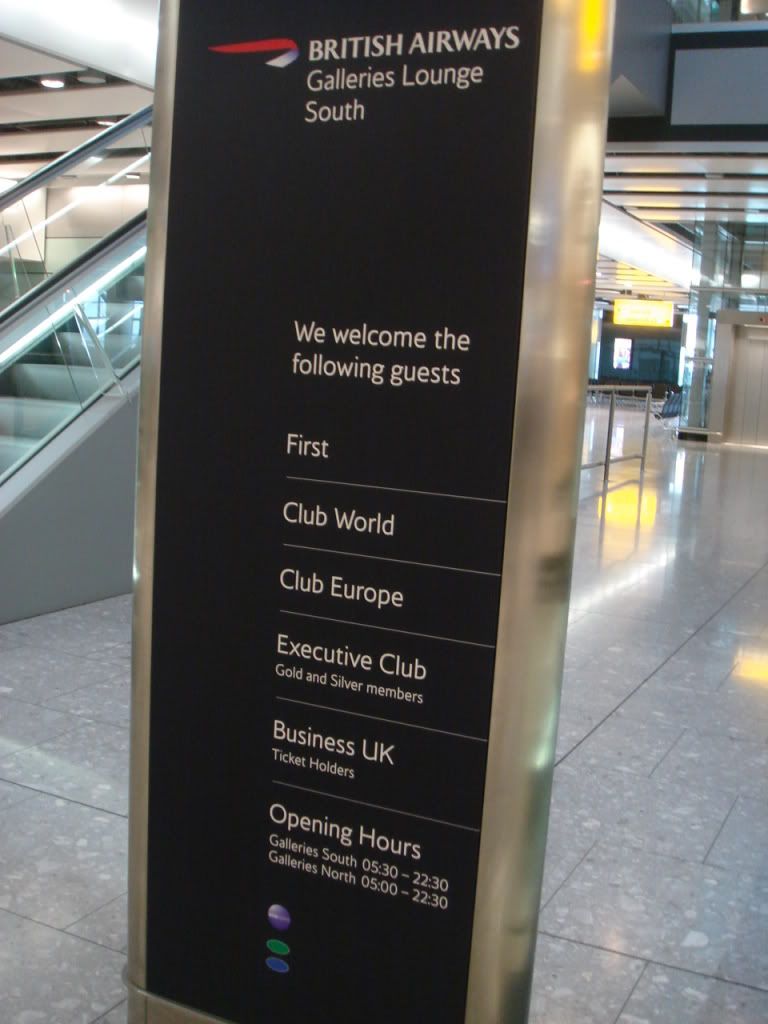 BRITISH AIRWAYS
Galleries Lounge
South
We welcome the
following guests
First
Club World
Club Europe
Executive Club
Gold and Silver members
Business UK
Ticket Holders
Opening Hours
Galleries South 05:30 – 22:30
Galleries North 05:00 – 22:30